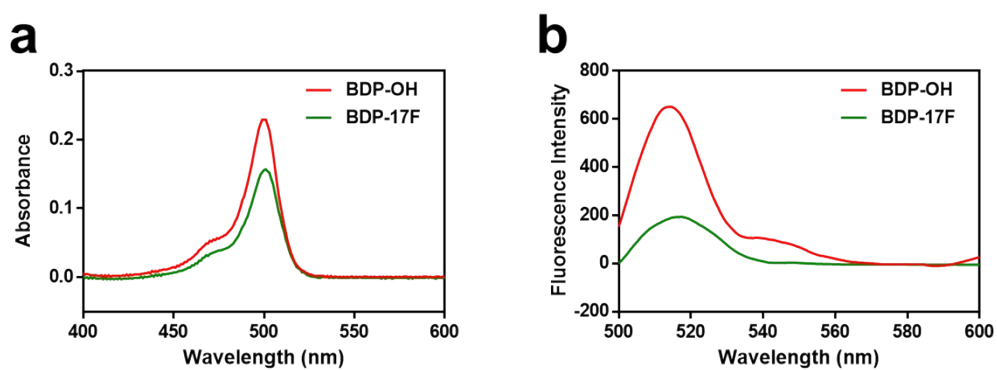 a
Absorbance
0.3
0.2
0.1
0.0
400
450
500
550
600
Wavelength (nm)
BDP-OH
BDP-17F
b
Fluorescence Intensity
800
600
400
200
0
-200
500
520
540
560
580
600
Wavelength (nm)
BDP-OH
BDP-17F